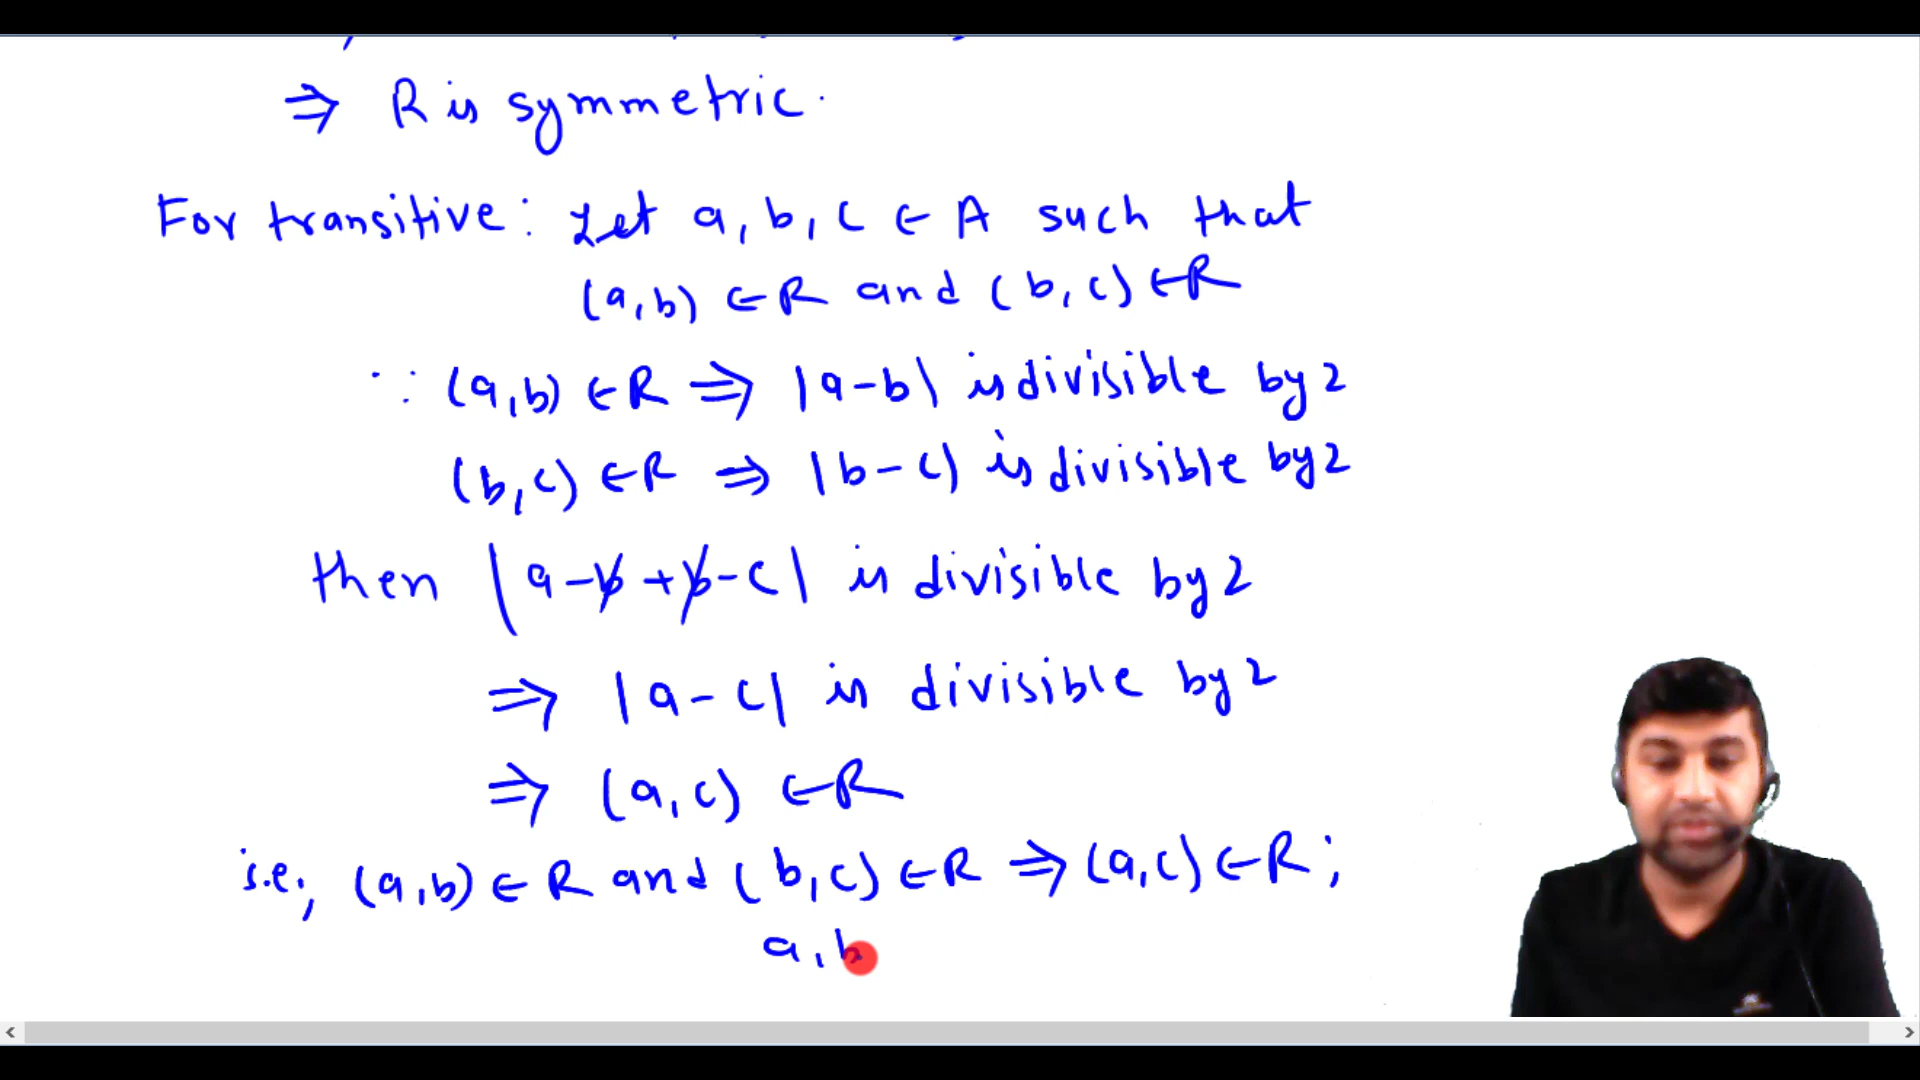 ⇒ R is symmetric.
For transitive: Let a, b, c ∈ A such that
(a, b) ∈ R and (b, c) ∈ R
∵ (a, b) ∈ R ⇒ |a-b| is divisible by 2
(b, c) ∈ R ⇒ |b-c| is divisible by 2
then |a-b+b-c| is divisible by 2
⇒ |a-c| is divisible by 2
⇒ (a, c) ∈ R
i.e; (a, b) ∈ R and (b, c) ∈ R ⇒ (a, c) ∈ R ;
a, b